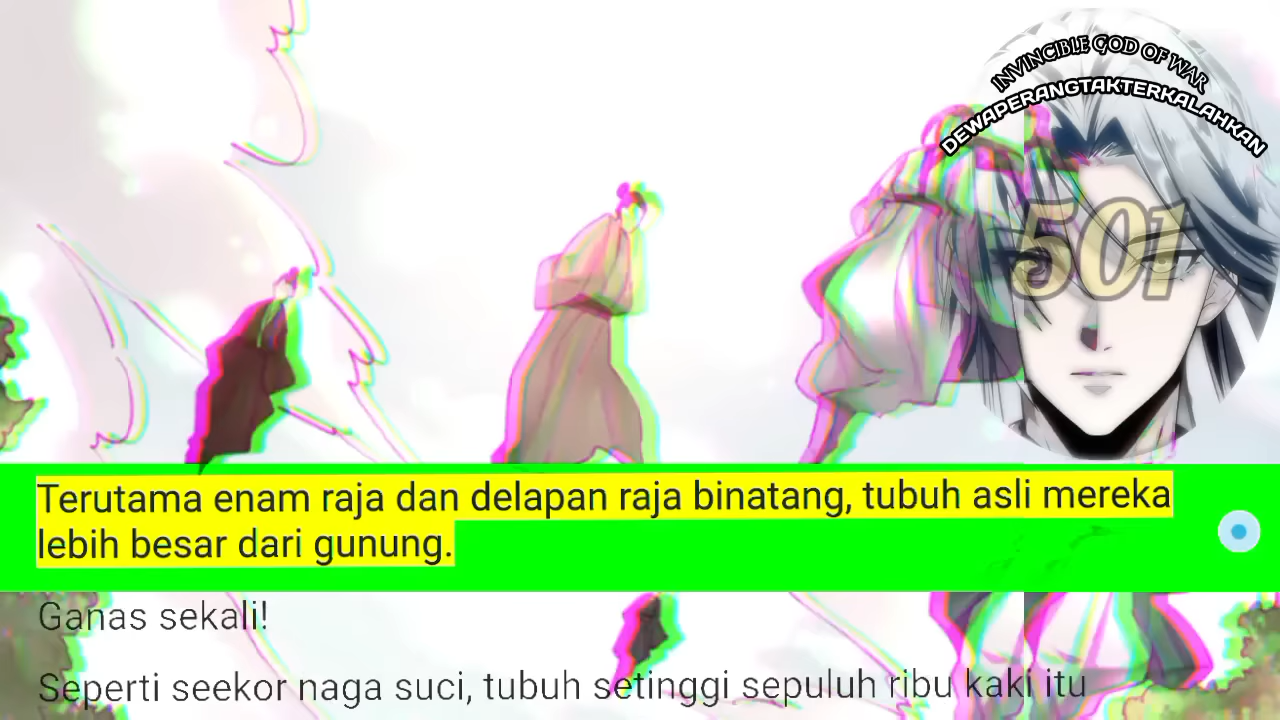 INVINCIBLE GOD OF WAR
DEWAPERANGTAKTERKALAHKAN
501
Terutama enam raja dan delapan raja binatang, tubuh asli mereka
lebih besar dari gunung.
Ganas sekali!
Seperti seekor naga suci, tubuh setinggi sepuluh ribu kaki itu